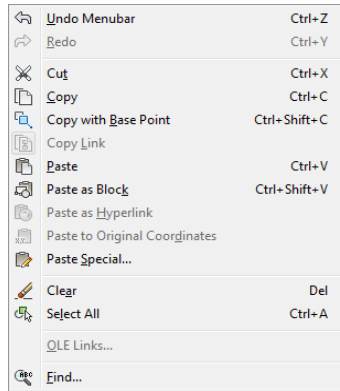 Undo Menubar Ctrl+Z
Redo Ctrl+Y
Cut Ctrl+X
Copy Ctrl+C
Copy with Base Point Ctrl+Shift+C
Copy Link
Paste Ctrl+V
Paste as Block Ctrl+Shift+V
Paste as Hyperlink
Paste to Original Coordinates
Paste Special...
Clear Del
Select All Ctrl+A
OLE Links...
Find...